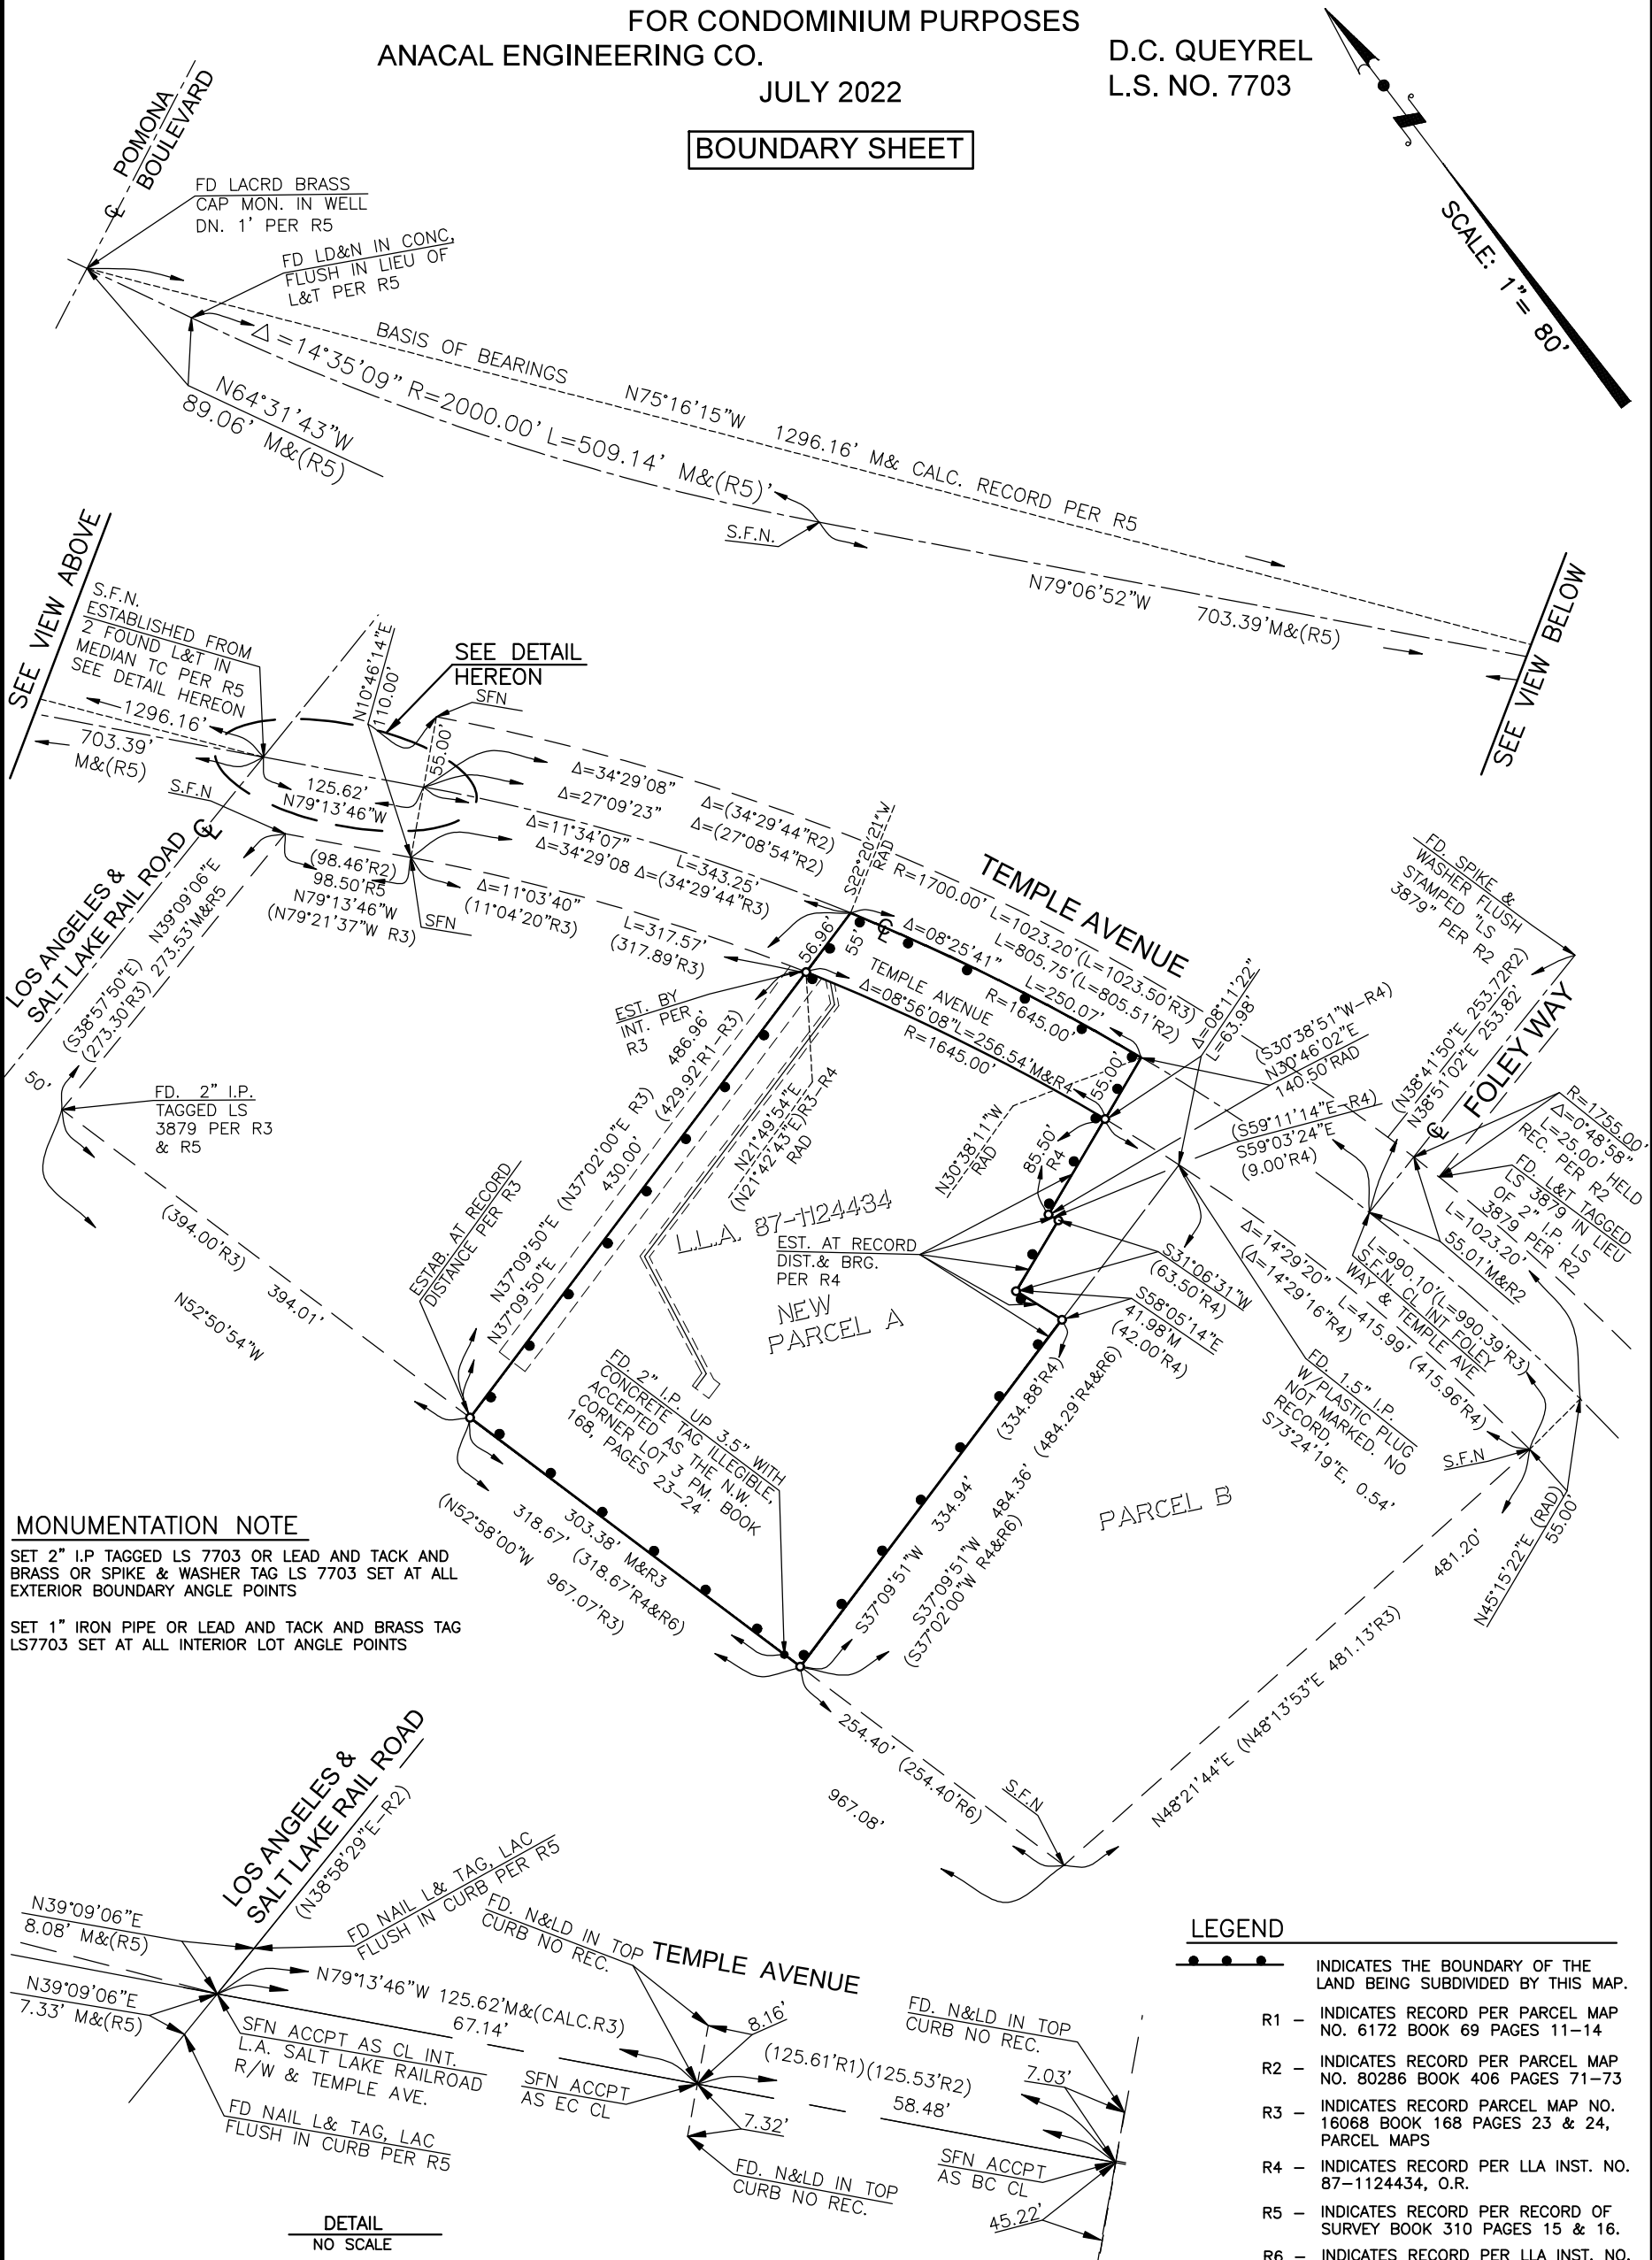 FOR CONDOMINIUM PURPOSES
ANACAL ENGINEERING CO.
D.C. QUEYREL
L.S. NO. 7703
JULY 2022
BOUNDARY SHEET
SCALE: 1"= 80'
POMONA
BOULEVARD
FD LACRD BRASS
CAP MON. IN WELL
DN. 1' PER R5
FD LD&N IN CONC,
FLUSH IN LIEU OF
L&T PER R5
BASIS OF BEARINGS N75°16'15"W 1296.16' M& CALC. RECORD PER R5
Δ=14°35'09" R=2000.00' L=509.14' M&(R5)'
N64°31'43"W
89.06' M&(R5)
S.F.N.
N79°06'52"W 703.39'M&(R5)
SEE VIEW BELOW
SEE VIEW ABOVE
S.F.N.
ESTABLISHED FROM
2 FOUND L&T IN
MEDIAN TC PER R5
SEE DETAIL HEREON
1296.16'
703.39'
M&(R5)
N10°46'14"E
110.00'
SEE DETAIL
HEREON
SFN
55.00'
125.62'
N79°13'46"W
S.F.N
(98.46'R2)
98.50'R5
N79°13'46"W
(N79°21'37"W R3)
SFN
Δ=34°29'08" Δ=(34°29'44"R2)
Δ=27°09'23" Δ=(27°08'54"R2)
Δ=11°34'07" L=343.25'
Δ=34°29'08 Δ=(34°29'44"R3)
Δ=11°03'40" L=317.57'
(11°04'20"R3) (317.89'R3)
S22°20'21"W
RAD
R=1700.00' L=1023.20'(L=1023.50'R3)
L=805.75'(L=805.51'R2)
TEMPLE AVENUE
Δ=08°25'41" L=250.07'
R=1645.00'
TEMPLE AVENUE
Δ=08°56'08"L=256.54'M&R4
R=1645.00'
56.96'
55'
55.00'
Δ=08°11'22"
L=63.98'
LOS ANGELES &
SALT LAKE RAIL ROAD
N39°09'06"E
(S38°57'50"E) 273.53'M&R5
(273.30'R3)
50'
FD. 2" I.P.
TAGGED LS
3879 PER R3
& R5
(394.00'R3) 394.01'
N52°50'54"W
EST. BY
INT. PER
R3
486.96'
430.00' (429.92'R1-R3)
N37°09'50"E (N37°02'00"E R3)
N37°09'50"E
N21°49'54"E
(N21°42'43"E)R3-R4
RAD
N30°38'11"W
RAD
85.50'
R4
L.L.A. 87-1124434
EST. AT RECORD
DIST.& BRG.
PER R4
NEW
PARCEL A
ESTAB. AT RECORD
DISTANCE PER R3
FD. 2" I.P. UP 3.5" WITH
CONCRETE TAG ILLEGIBLE,
ACCEPTED AS THE N.W.
CORNER LOT 3 PM. BOOK
168, PAGES 23-24
(S30°38'51"W-R4)
N30°46'02"E
140.50'RAD
(S59°11'14"E-R4)
S59°03'24"E
(9.00'R4)
S31°06'31"W
(63.50'R4)
S58°05'14"E
41.98'M
(42.00'R4)
FD. SPIKE &
WASHER FLUSH
STAMPED "LS
3879" PER R2
(N38°41'50"E 253.72R2)
N38°51'02"E 253.82'
FOLEY WAY
R=1755.00'
Δ=0°48'58"
L=25.00' HELD
REC. PER R2
FD. L&T TAGGED
LS 3879 IN LIEU
OF 2" I.P. LS
3879 PER R2
L=1023.20'
55.01'M&R2
S.F.N. CL INT FOLEY
WAY & TEMPLE AVE
L=990.10'(L=990.39'R3)
Δ=14°29'20" L=415.99' (415.96'R4)
(Δ=14°29'16"R4)
FD. 1.5" I.P.
W/PLASTIC PLUG
NOT MARKED. NO
RECORD,
S73°24'19"E, 0.54'
S.F.N
N45°15'22"E (RAD)
55.00'
PARCEL B
(334.88'R4)
S37°09'51"W 334.94'
S37°09'51"W 484.36' (484.29'R4&R6)
(S37°02'00"W R4&R6)
303.38' M&R3
318.67' (318.67'R4&R6)
(N52°58'00"W 967.07'R3)
254.40' (254.40'R6)
967.08'
S.F.N
481.20'
N48°21'44"E (N48°13'53"E 481.13'R3)
MONUMENTATION NOTE
SET 2" I.P TAGGED LS 7703 OR LEAD AND TACK AND
BRASS OR SPIKE & WASHER TAG LS 7703 SET AT ALL
EXTERIOR BOUNDARY ANGLE POINTS
SET 1" IRON PIPE OR LEAD AND TACK AND BRASS TAG
LS7703 SET AT ALL INTERIOR LOT ANGLE POINTS
LOS ANGELES &
SALT LAKE RAIL ROAD
(N38°58'29"E-R2)
N39°09'06"E
8.08' M&(R5)
N39°09'06"E
7.33' M&(R5)
FD NAIL L& TAG, LAC
FLUSH IN CURB PER R5
FD. N&LD IN TOP
CURB NO REC.
TEMPLE AVENUE
N79°13'46"W 125.62'M&(CALC.R3)
67.14'
SFN ACCPT AS CL INT.
L.A. SALT LAKE RAILROAD
R/W & TEMPLE AVE.
FD NAIL L& TAG, LAC
FLUSH IN CURB PER R5
SFN ACCPT
AS EC CL
8.16'
(125.61'R1)(125.53'R2)
58.48'
7.32'
FD. N&LD IN TOP
CURB NO REC.
FD. N&LD IN TOP
CURB NO REC.
7.03'
SFN ACCPT
AS BC CL
45.22'
DETAIL
NO SCALE
LEGEND
INDICATES THE BOUNDARY OF THE
LAND BEING SUBDIVIDED BY THIS MAP.
R1 – INDICATES RECORD PER PARCEL MAP
NO. 6172 BOOK 69 PAGES 11-14
R2 – INDICATES RECORD PER PARCEL MAP
NO. 80286 BOOK 406 PAGES 71-73
R3 – INDICATES RECORD PARCEL MAP NO.
16068 BOOK 168 PAGES 23 & 24,
PARCEL MAPS
R4 – INDICATES RECORD PER LLA INST. NO.
87-1124434, O.R.
R5 – INDICATES RECORD PER RECORD OF
SURVEY BOOK 310 PAGES 15 & 16.
R6 – INDICATES RECORD PER LLA INST. NO.